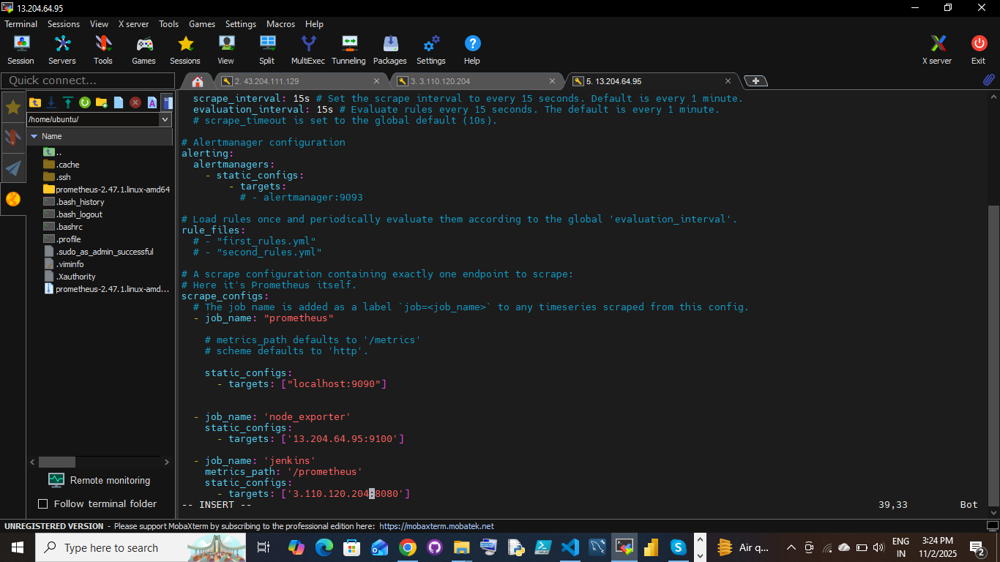 13.204.64.95
Terminal Sessions View X server Tools Games Settings Macros Help
Session Servers Tools Games Sessions View Split MultiExec Tunneling Packages Settings Help X server Exit
Quick connect...
2. 43.204.111.129
3. 3.110.120.204
5. 13.204.64.95
/home/ubuntu/
Name
..
.cache
.ssh
prometheus-2.47.1.linux-amd64
.bash_history
.bash_logout
.bashrc
.profile
.sudo_as_admin_successful
.viminfo
.Xauthority
prometheus-2.47.1.linux-amd...
Remote monitoring
Follow terminal folder
scrape_interval: 15s # Set the scrape interval to every 15 seconds. Default is every 1 minute.
evaluation_interval: 15s # Evaluate rules every 15 seconds. The default is every 1 minute.
# scrape_timeout is set to the global default (10s).
# Alertmanager configuration
alerting:
alertmanagers:
- static_configs:
- targets:
# - alertmanager:9093
# Load rules once and periodically evaluate them according to the global 'evaluation_interval'.
rule_files:
# - "first_rules.yml"
# - "second_rules.yml"
# A scrape configuration containing exactly one endpoint to scrape:
# Here it's Prometheus itself.
scrape_configs:
# The job name is added as a label `job=<job_name>` to any timeseries scraped from this config.
- job_name: "prometheus"
# metrics_path defaults to '/metrics'
# scheme defaults to 'http'.
static_configs:
- targets: ["localhost:9090"]
- job_name: 'node_exporter'
static_configs:
- targets: ['13.204.64.95:9100']
- job_name: 'jenkins'
metrics_path: '/prometheus'
static_configs:
- targets: ['3.110.120.204:8080']
-- INSERT -- 39,33 Bot
UNREGISTERED VERSION - Please support MobaXterm by subscribing to the professional edition here: https://mobaxterm.mobatek.net
Type here to search
Air q...
ENG
IN
3:24 PM
11/2/2025
2